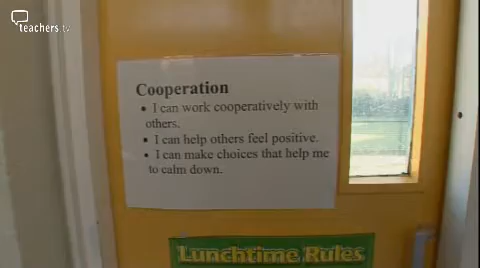 teachers tv
Cooperation
• I can work cooperatively with
others.
• I can help others feel positive.
• I can make choices that help me
to calm down.
Lunchtime Rules